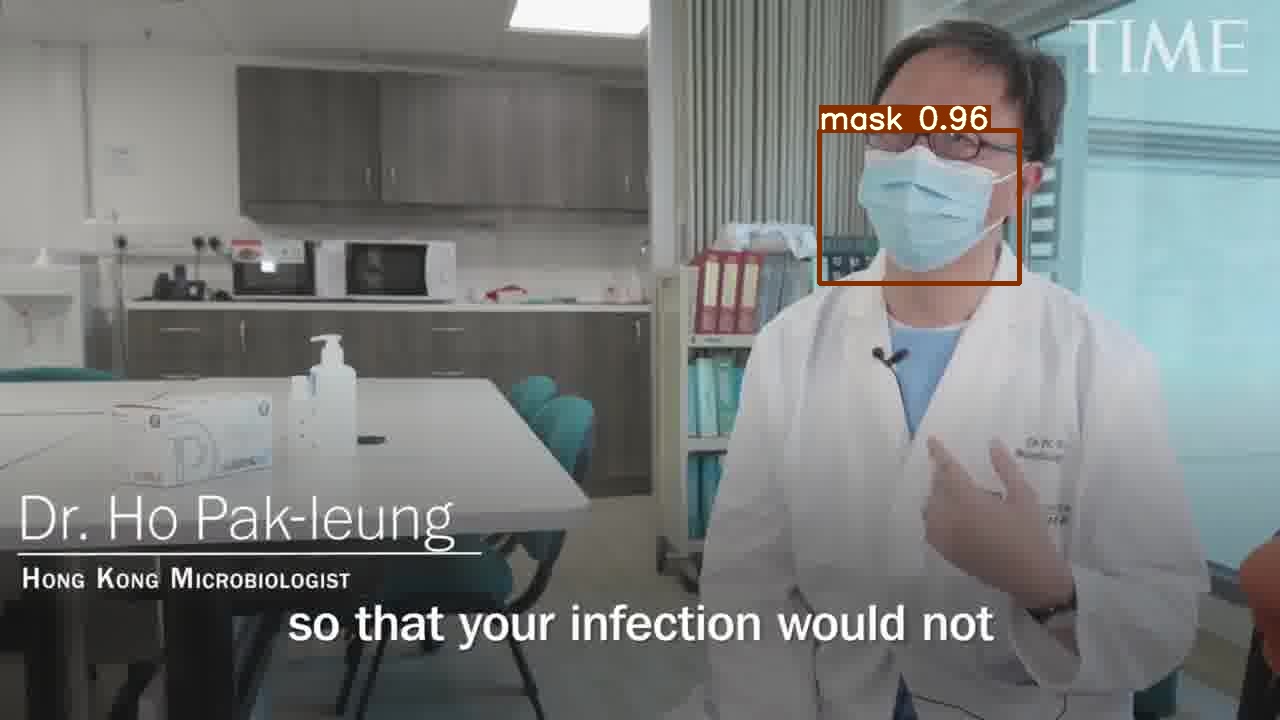 TIME
mask 0.96
Dr. Ho Pak-leung
HONG KONG MICROBIOLOGIST
so that your infection would not